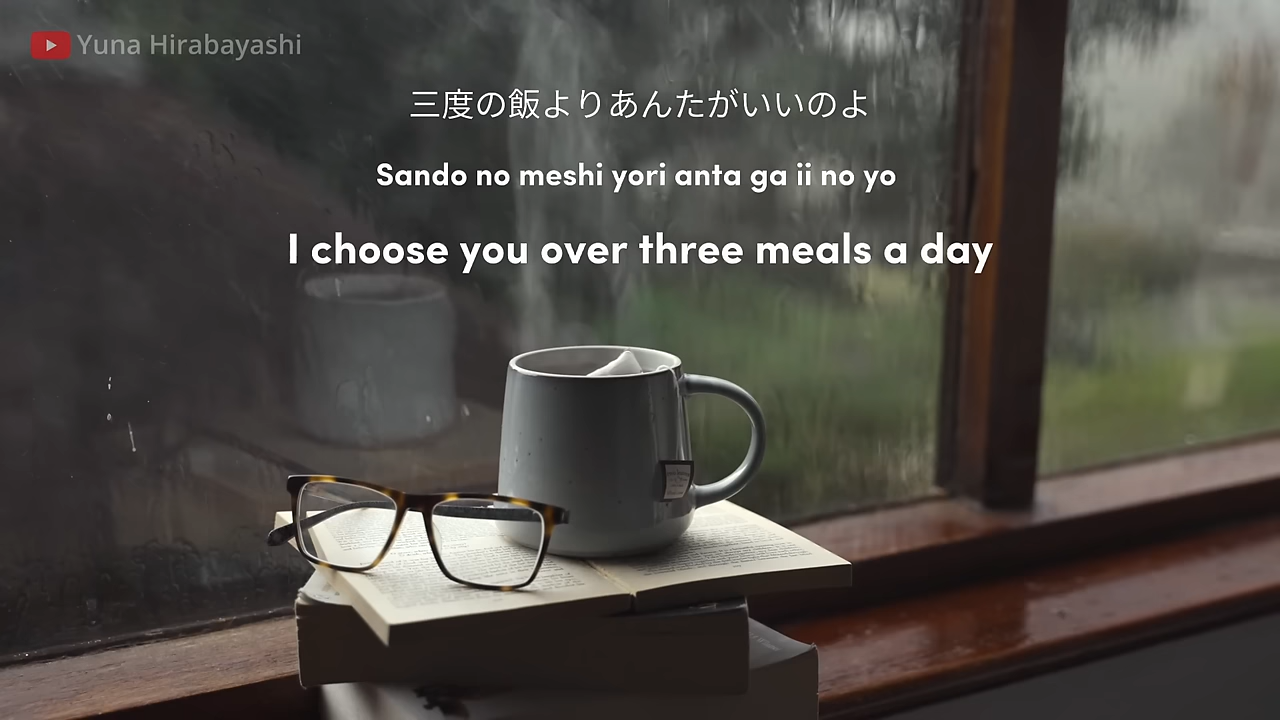 Yuna Hirabayashi
三度の飯よりあんたがいいのよ
Sando no meshi yori anta ga ii no yo
I choose you over three meals a day